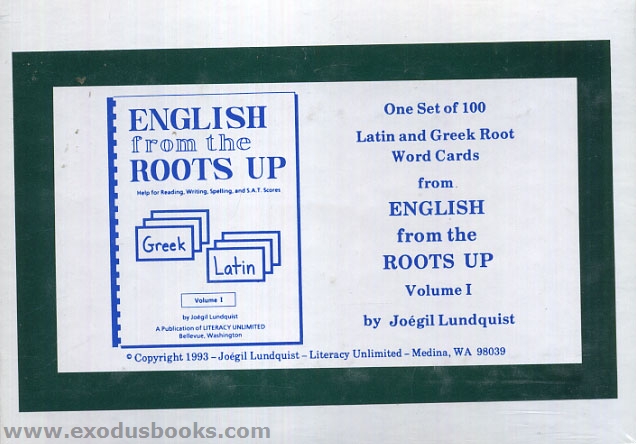 ENGLISH
from the
ROOTS UP
Help for Reading, Writing, Spelling, and S.A.T. Scores
Greek
Latin
Volume I
by Joégil Lundquist
A Publication of LITERACY UNLIMITED
Bellevue, Washington
One Set of 100
Latin and Greek Root
Word Cards
from
ENGLISH
from the
ROOTS UP
Volume I
by Joégil Lundquist
© Copyright 1993 – Joégil Lundquist – Literacy Unlimited – Medina, WA 98039
www.exodusbooks.com